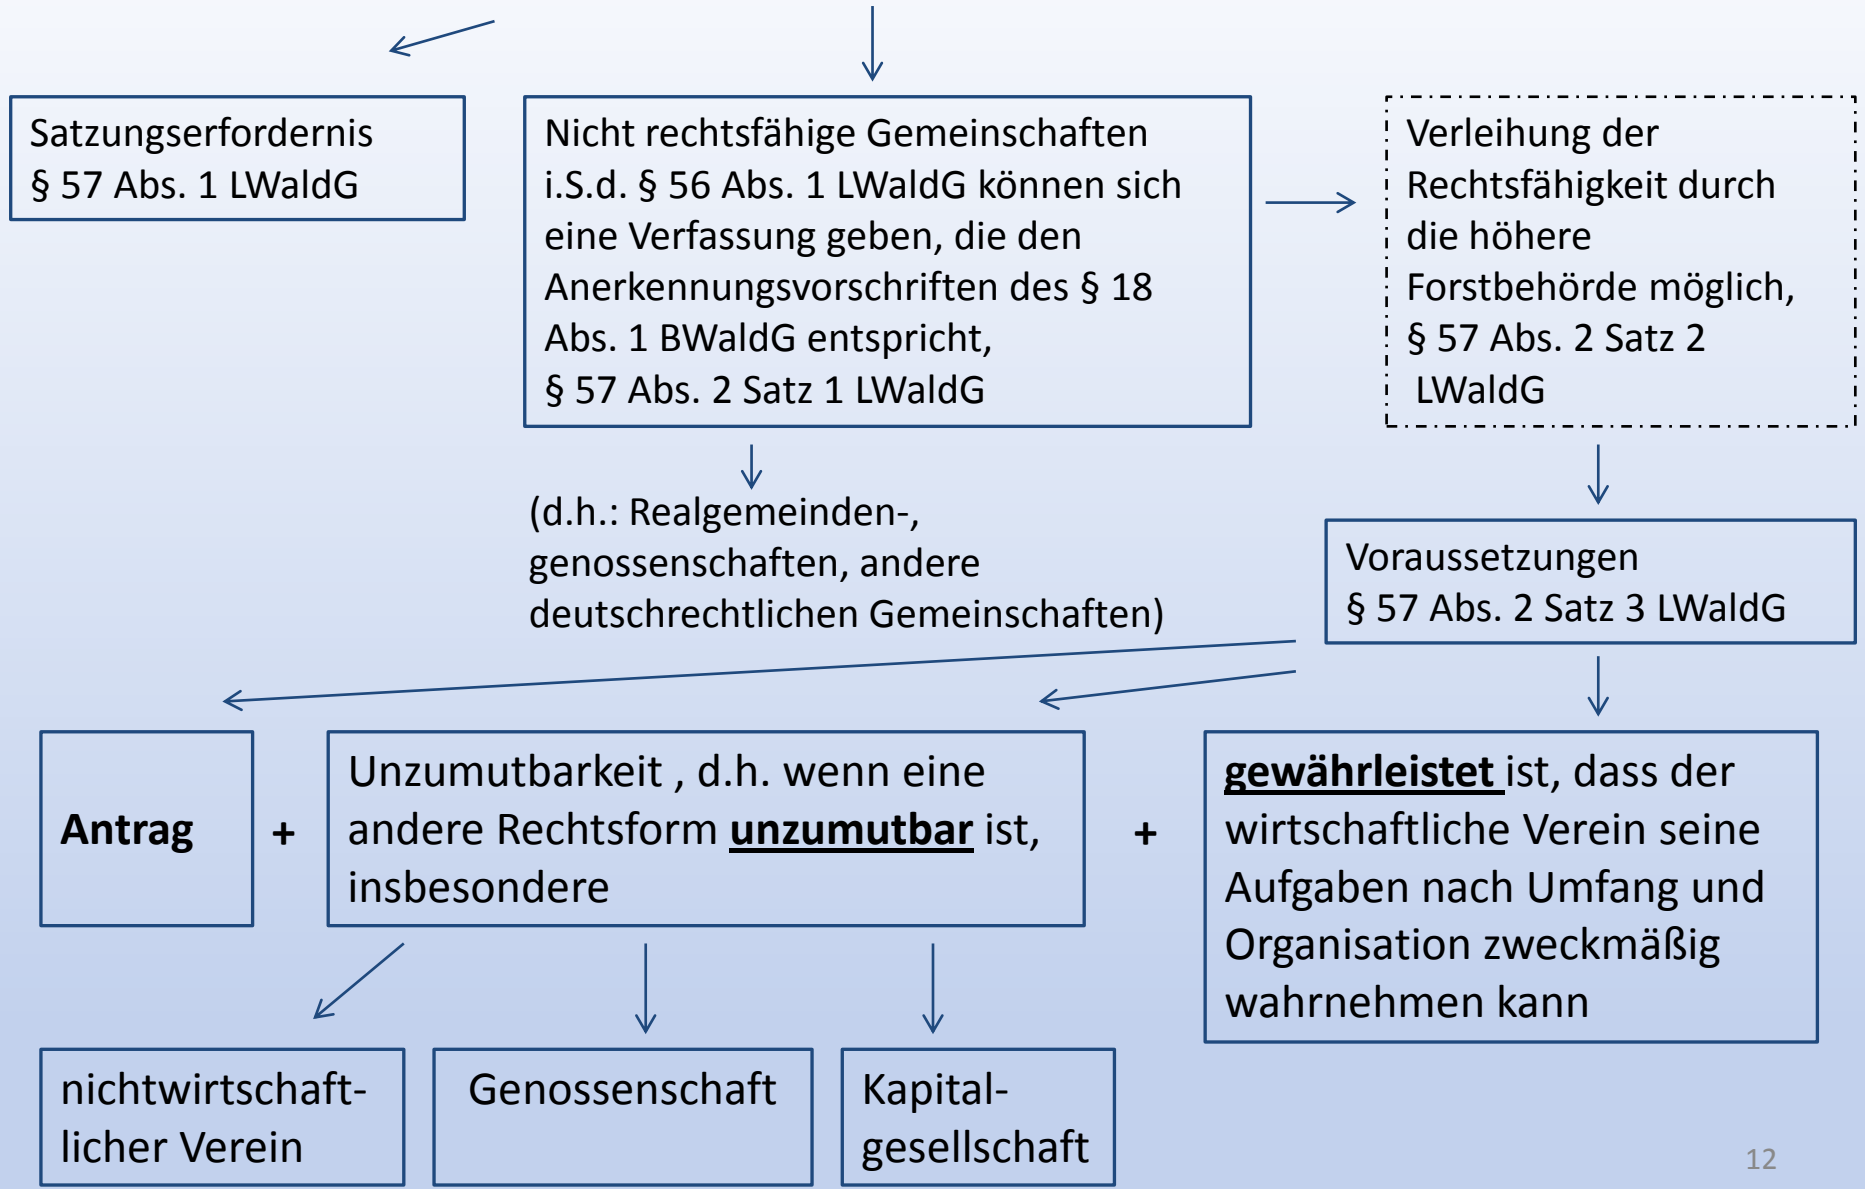 Satzungserfordernis
§ 57 Abs. 1 LWaldG
Nicht rechtsfähige Gemeinschaften
i.S.d. § 56 Abs. 1 LWaldG können sich
eine Verfassung geben, die den
Anerkennungsvorschriften des § 18
Abs. 1 BWaldG entspricht,
§ 57 Abs. 2 Satz 1 LWaldG
Verleihung der
Rechtsfähigkeit durch
die höhere
Forstbehörde möglich,
§ 57 Abs. 2 Satz 2
LWaldG
(d.h.: Realgemeinden-,
genossenschaften, andere
deutschrechtlichen Gemeinschaften)
Voraussetzungen
§ 57 Abs. 2 Satz 3 LWaldG
Antrag
+
Unzumutbarkeit , d.h. wenn eine
andere Rechtsform unzumutbar ist,
insbesondere
+
gewährleistet ist, dass der
wirtschaftliche Verein seine
Aufgaben nach Umfang und
Organisation zweckmäßig
wahrnehmen kann
nichtwirtschaft-
licher Verein
Genossenschaft
Kapital-
gesellschaft
12